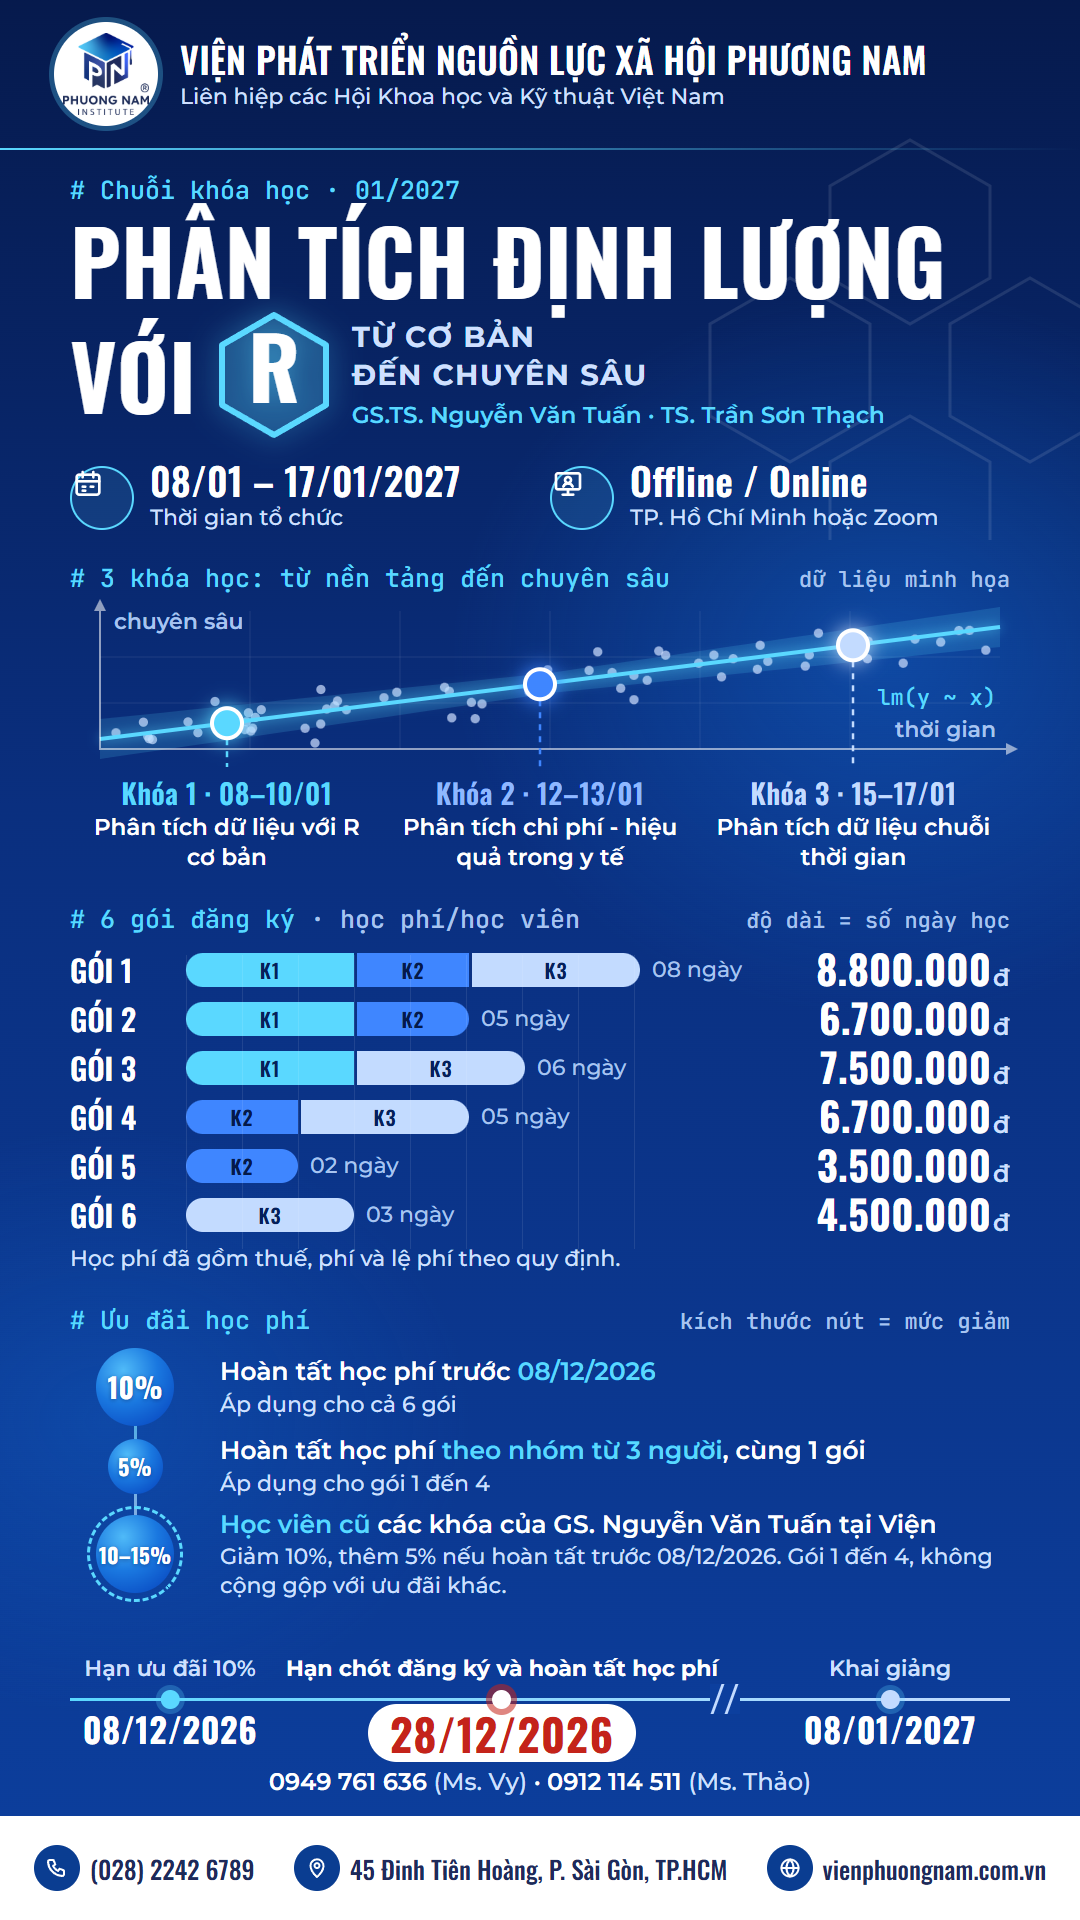 PN
®
PHUONG NAM
INSTITUTE
VIỆN PHÁT TRIỂN NGUỒN LỰC XÃ HỘI PHƯƠNG NAM
Liên hiệp các Hội Khoa học và Kỹ thuật Việt Nam
# Chuỗi khóa học · 01/2027
PHÂN TÍCH ĐỊNH LƯỢNG
VỚI R
TỪ CƠ BẢN
ĐẾN CHUYÊN SÂU
GS.TS. Nguyễn Văn Tuấn · TS. Trần Sơn Thạch
08/01 – 17/01/2027
Thời gian tổ chức
Offline / Online
TP. Hồ Chí Minh hoặc Zoom
# 3 khóa học: từ nền tảng đến chuyên sâu
dữ liệu minh họa
chuyên sâu
lm(y ~ x)
thời gian
Khóa 1 · 08–10/01
Phân tích dữ liệu với R
cơ bản
Khóa 2 · 12–13/01
Phân tích chi phí - hiệu
quả trong y tế
Khóa 3 · 15–17/01
Phân tích dữ liệu chuỗi
thời gian
# 6 gói đăng ký · học phí/học viên
độ dài = số ngày học
GÓI 1 K1 K2 K3 08 ngày 8.800.000đ
GÓI 2 K1 K2 05 ngày 6.700.000đ
GÓI 3 K1 K3 06 ngày 7.500.000đ
GÓI 4 K2 K3 05 ngày 6.700.000đ
GÓI 5 K2 02 ngày 3.500.000đ
GÓI 6 K3 03 ngày 4.500.000đ
Học phí đã gồm thuế, phí và lệ phí theo quy định.
# Ưu đãi học phí
kích thước nút = mức giảm
10%
Hoàn tất học phí trước 08/12/2026
Áp dụng cho cả 6 gói
5%
Hoàn tất học phí theo nhóm từ 3 người, cùng 1 gói
Áp dụng cho gói 1 đến 4
10–15%
Học viên cũ các khóa của GS. Nguyễn Văn Tuấn tại Viện
Giảm 10%, thêm 5% nếu hoàn tất trước 08/12/2026. Gói 1 đến 4, không
cộng gộp với ưu đãi khác.
Hạn ưu đãi 10%
08/12/2026
Hạn chót đăng ký và hoàn tất học phí
28/12/2026
Khai giảng
08/01/2027
0949 761 636 (Ms. Vy) · 0912 114 511 (Ms. Thảo)
(028) 2242 6789
45 Đinh Tiên Hoàng, P. Sài Gòn, TP.HCM
vienphuongnam.com.vn